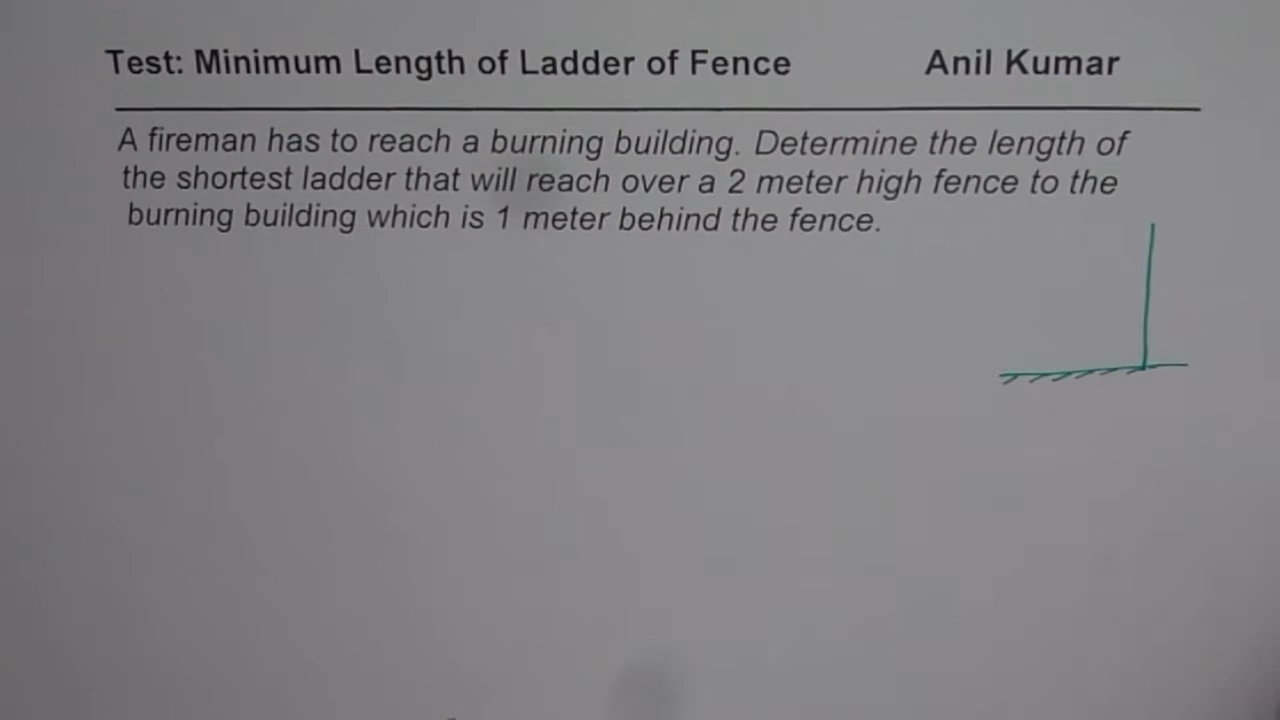 Test: Minimum Length of Ladder of Fence Anil Kumar
A fireman has to reach a burning building. Determine the length of
the shortest ladder that will reach over a 2 meter high fence to the
burning building which is 1 meter behind the fence.